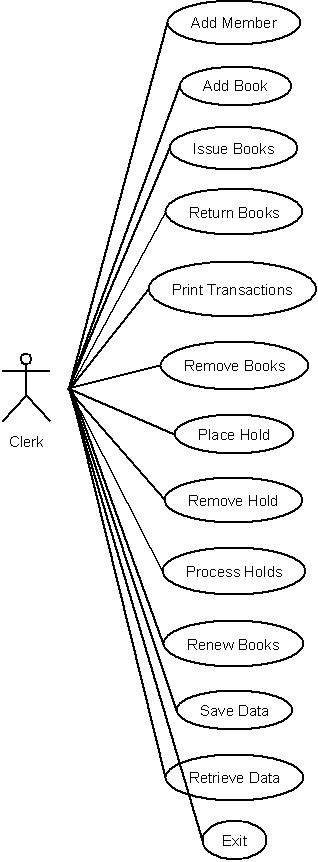 Add Member
Add Book
Issue Books
Return Books
Print Transactions
Remove Books
Clerk
Place Hold
Remove Hold
Process Holds
Renew Books
Save Data
Retrieve Data
Exit